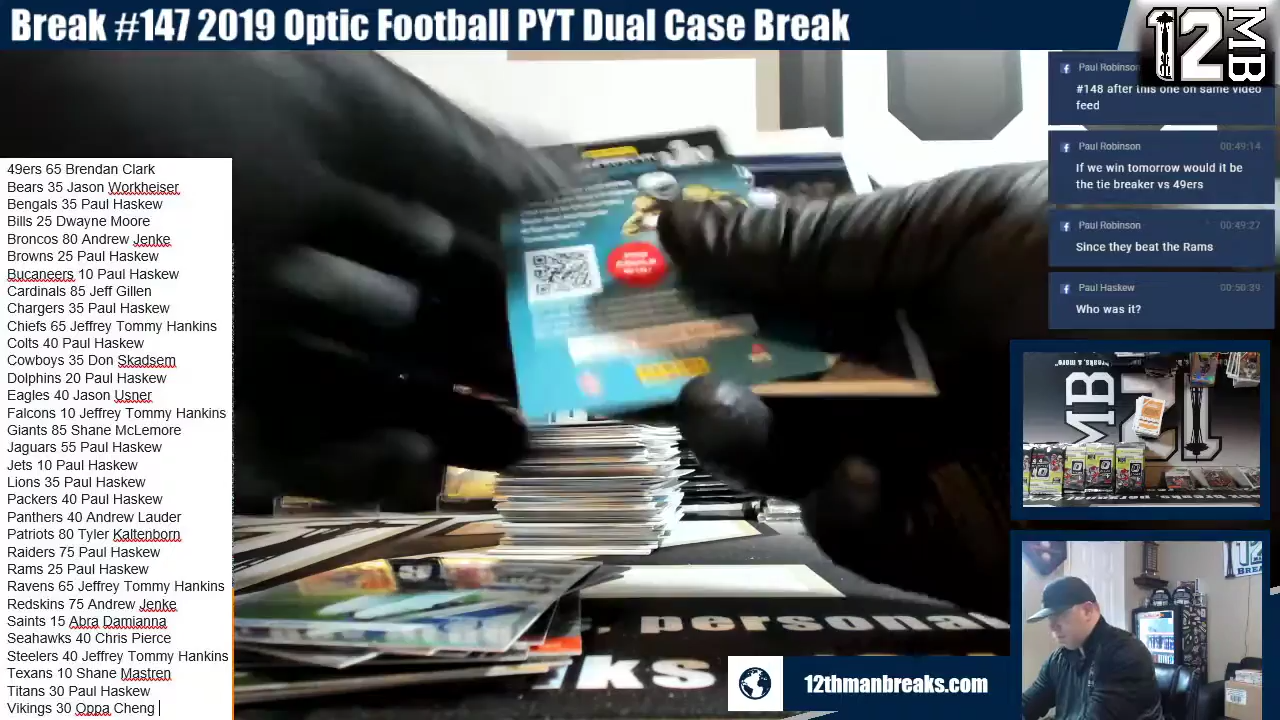 Break #147 2019 Optic Football PYT Dual Case Break
12
MB
49ers 65 Brendan Clark
Bears 35 Jason Workheiser
Bengals 35 Paul Haskew
Bills 25 Dwayne Moore
Broncos 80 Andrew Jenke
Browns 25 Paul Haskew
Bucaneers 10 Paul Haskew
Cardinals 85 Jeff Gillen
Chargers 35 Paul Haskew
Chiefs 65 Jeffrey Tommy Hankins
Colts 40 Paul Haskew
Cowboys 35 Don Skadsem
Dolphins 20 Paul Haskew
Eagles 40 Jason Usner
Falcons 10 Jeffrey Tommy Hankins
Giants 85 Shane McLemore
Jaguars 55 Paul Haskew
Jets 10 Paul Haskew
Lions 35 Paul Haskew
Packers 40 Paul Haskew
Panthers 40 Andrew Lauder
Patriots 80 Tyler Kaltenborn
Raiders 75 Paul Haskew
Rams 25 Paul Haskew
Ravens 65 Jeffrey Tommy Hankins
Redskins 75 Andrew Jenke
Saints 15 Abra Damianna
Seahawks 40 Chris Pierce
Steelers 40 Jeffrey Tommy Hankins
Texans 10 Shane Mastren
Titans 30 Paul Haskew
Vikings 30 Oppa Cheng
Paul Robinson
#148 after this one on same video
feed
Paul Robinson 00:49:14
If we win tomorrow would it be
the tie breaker vs 49ers
Paul Robinson 00:49:27
Since they beat the Rams
Paul Haskew 00:50:39
Who was it?
MB
12
PANINI
, personal
ks
12thmanbreaks.com
12